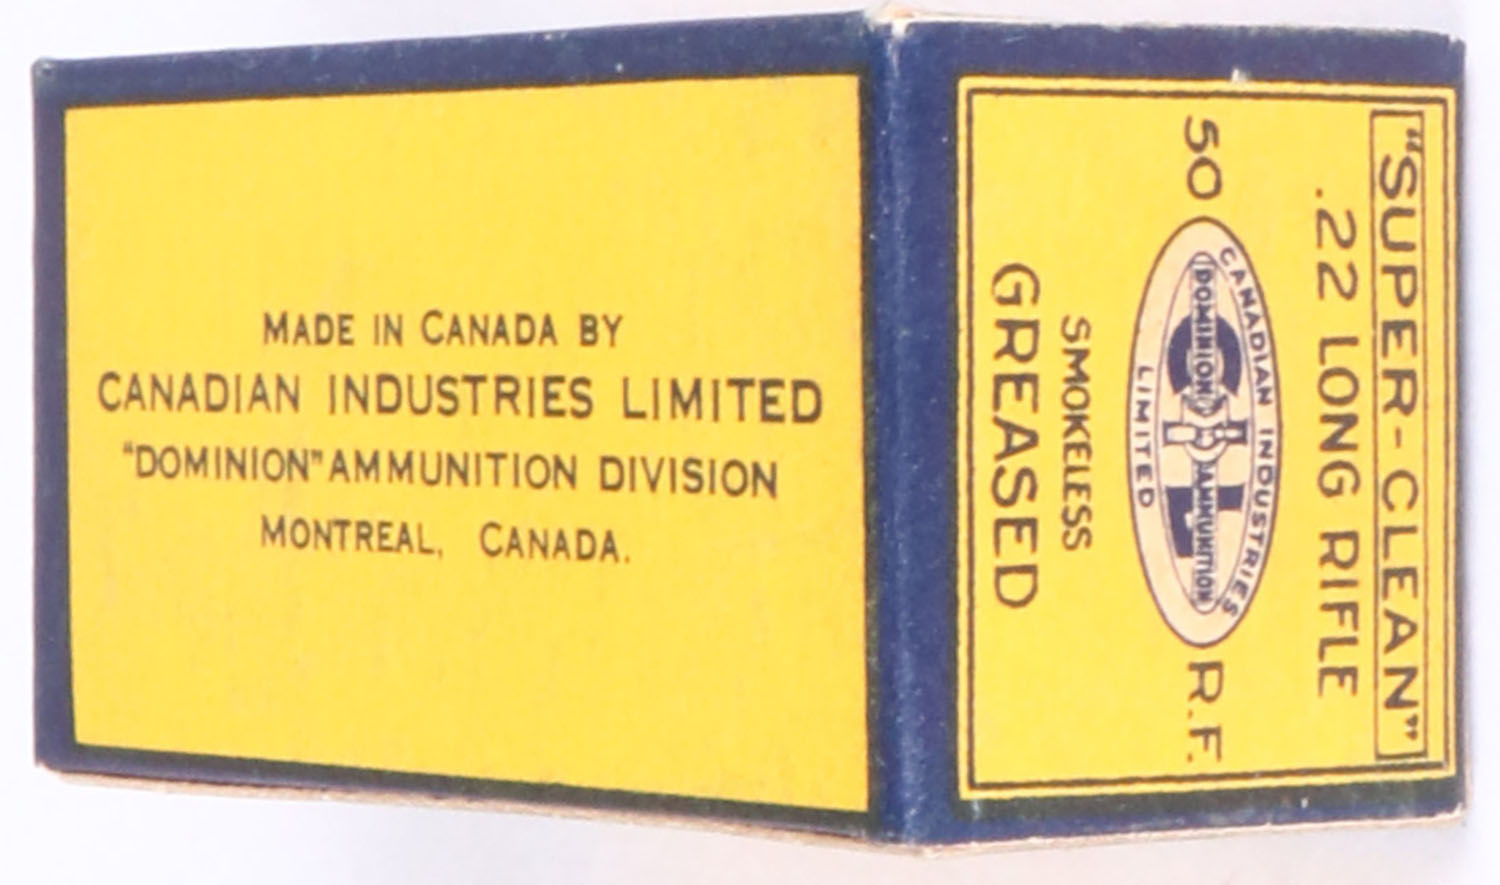 MADE IN CANADA BY
CANADIAN INDUSTRIES LIMITED
"DOMINION" AMMUNITION DIVISION
MONTREAL, CANADA.
"SUPER-CLEAN"
.22 LONG RIFLE
50 R.F.
CANADIAN INDUSTRIES
DOMINION AMMUNITION
CIL
LIMITED
SMOKELESS
GREASED